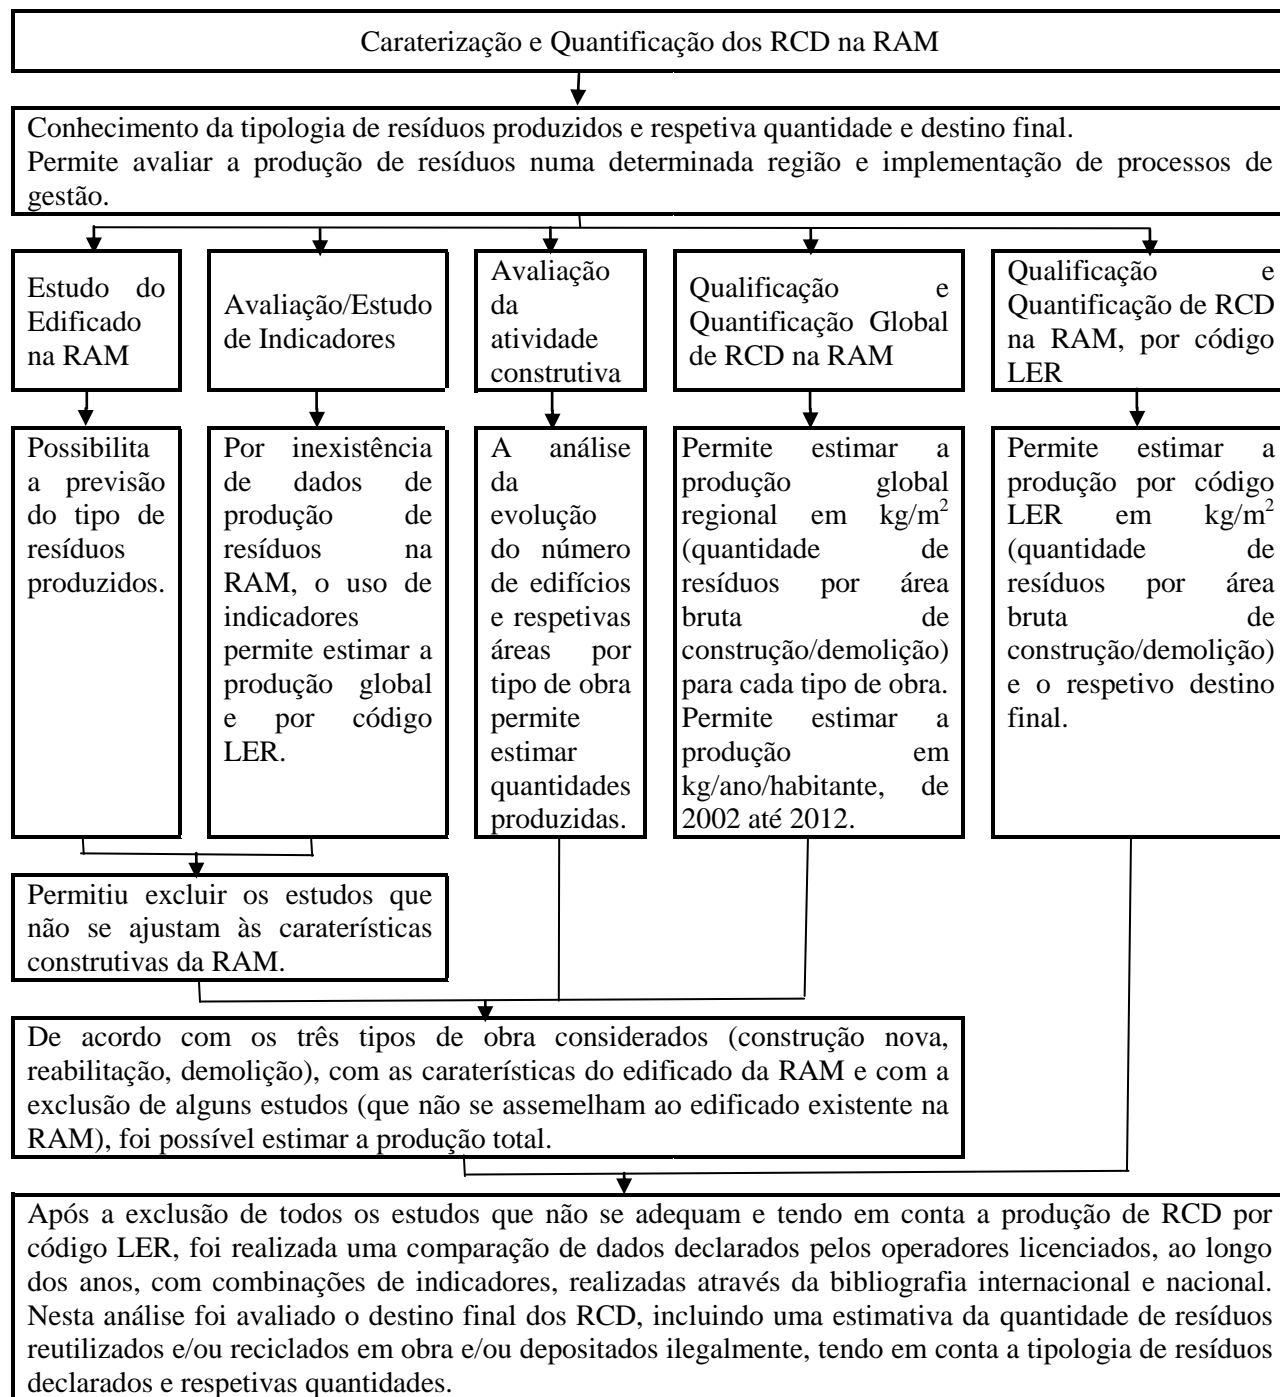 Caraterização e Quantificação dos RCD na RAM
Conhecimento da tipologia de resíduos produzidos e respetiva quantidade e destino final.
Permite avaliar a produção de resíduos numa determinada região e implementação de processos de
gestão.
Estudo do
Edificado
na RAM
Avaliação/Estudo
de Indicadores
Avaliação
da
atividade
construtiva
Qualificação e
Quantificação Global
de RCD na RAM
Qualificação e
Quantificação de RCD
na RAM, por código
LER
Possibilita
a previsão
do tipo de
resíduos
produzidos.
Por inexistência
de dados de
produção de
resíduos na
RAM, o uso de
indicadores
permite estimar a
produção global
e por código
LER.
A análise
da
evolução
do número
de edifícios
e respetivas
áreas por
tipo de obra
permite
estimar
quantidades
produzidas.
Permite estimar a
produção global
regional em kg/m²
(quantidade de
resíduos por área
bruta de
construção/demolição)
para cada tipo de obra.
Permite estimar a
produção em
kg/ano/habitante, de
2002 até 2012.
Permite estimar a
produção por código
LER em kg/m²
(quantidade de
resíduos por área
bruta de
construção/demolição)
e o respetivo destino
final.
Permitiu excluir os estudos que
não se ajustam às caraterísticas
construtivas da RAM.
De acordo com os três tipos de obra considerados (construção nova,
reabilitação, demolição), com as caraterísticas do edificado da RAM e com a
exclusão de alguns estudos (que não se assemelham ao edificado existente na
RAM), foi possível estimar a produção total.
Após a exclusão de todos os estudos que não se adequam e tendo em conta a produção de RCD por
código LER, foi realizada uma comparação de dados declarados pelos operadores licenciados, ao longo
dos anos, com combinações de indicadores, realizadas através da bibliografia internacional e nacional.
Nesta análise foi avaliado o destino final dos RCD, incluindo uma estimativa da quantidade de resíduos
reutilizados e/ou reciclados em obra e/ou depositados ilegalmente, tendo em conta a tipologia de resíduos
declarados e respetivas quantidades.